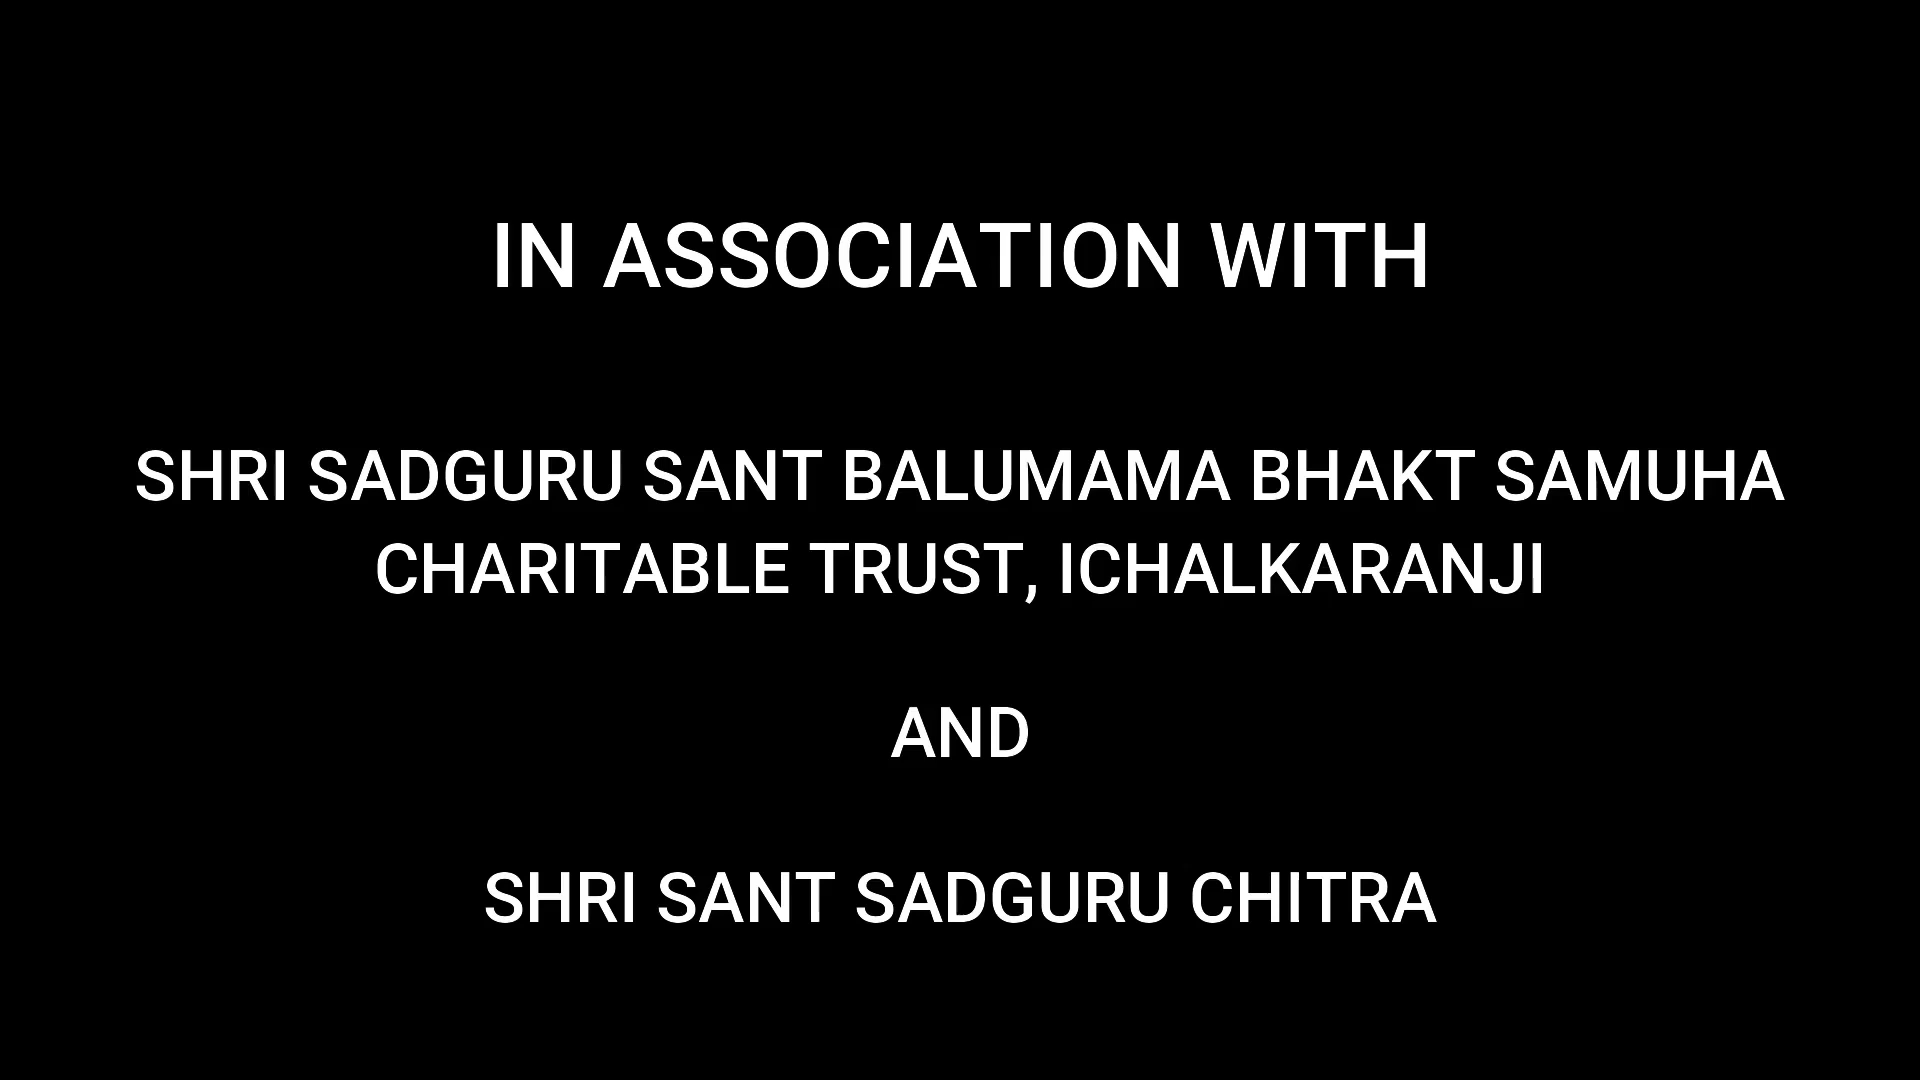 IN ASSOCIATION WITH
SHRI SADGURU SANT BALUMAMA BHAKT SAMUHA
CHARITABLE TRUST, ICHALKARANJI
AND
SHRI SANT SADGURU CHITRA